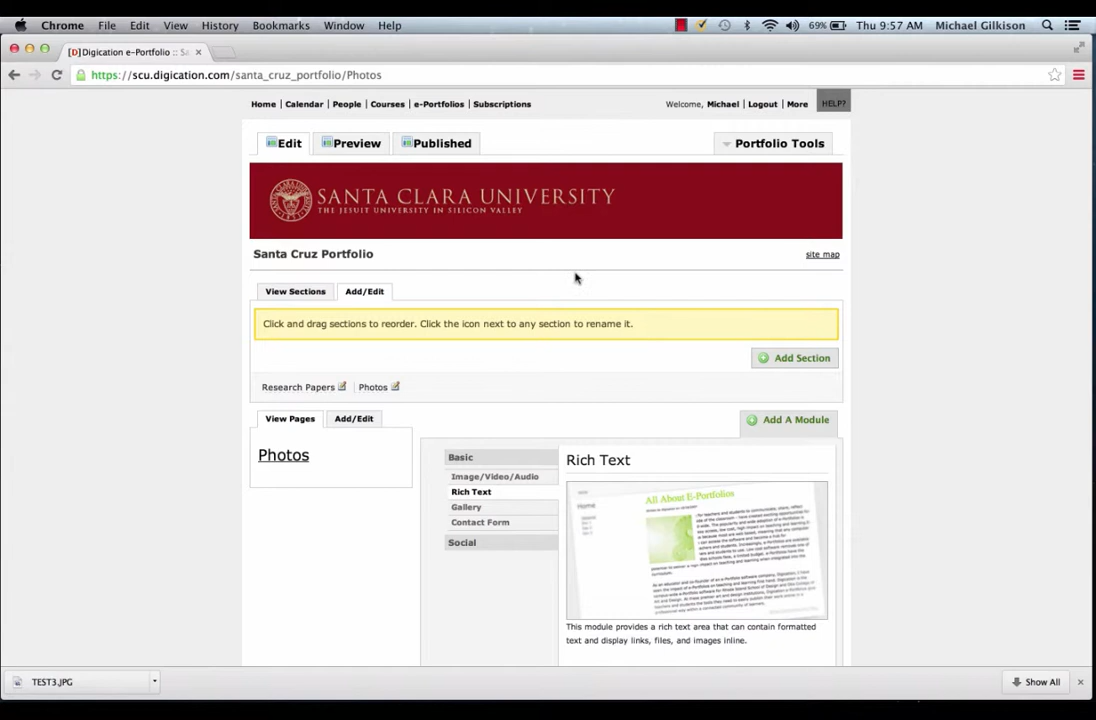 Chrome File Edit View History Bookmarks Window Help 69% Thu 9:57 AM Michael Gilkison
[D]Digication e-Portfolio :: Sa
https://scu.digication.com/santa_cruz_portfolio/Photos
Home | Calendar | People | Courses | e-Portfolios | Subscriptions Welcome, Michael | Logout | More HELP?
Edit Preview Published Portfolio Tools
SANTA CLARA UNIVERSITY
THE JESUIT UNIVERSITY IN SILICON VALLEY
Santa Cruz Portfolio site map
View Sections Add/Edit
Click and drag sections to reorder. Click the icon next to any section to rename it.
Add Section
Research Papers | Photos
View Pages Add/Edit Add A Module
Photos
Basic
Image/Video/Audio
Rich Text
Gallery
Contact Form
Social
Rich Text
All About E-Portfolios
Home
This module provides a rich text area that can contain formatted
text and display links, files, and images inline.
TEST3.JPG Show All